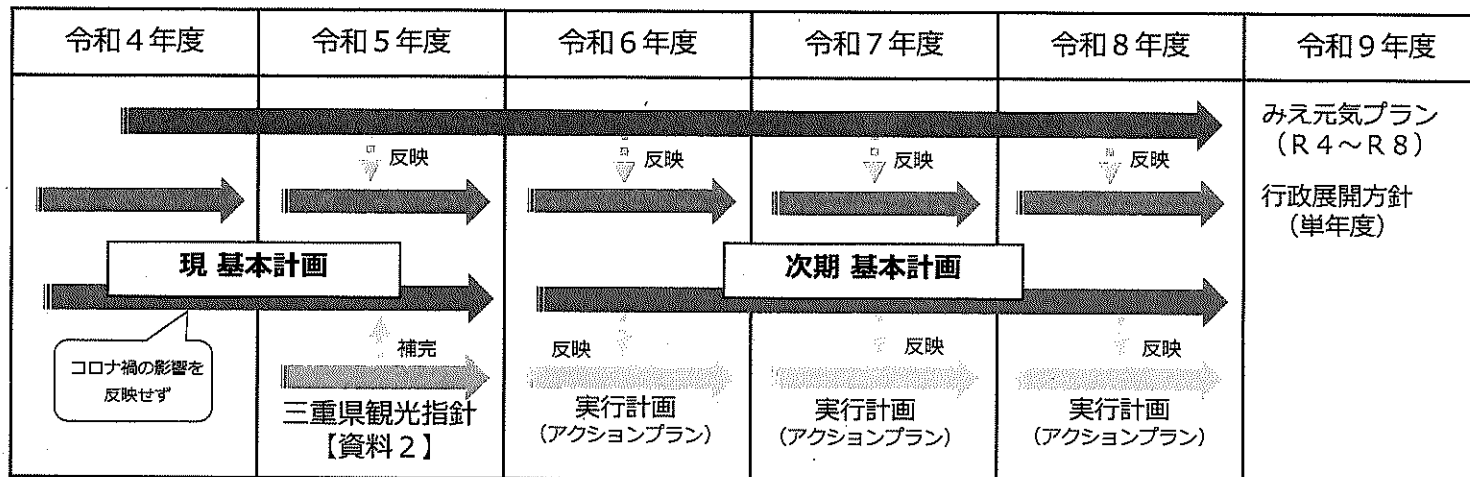 令和4年度
令和5年度
令和6年度
令和7年度
令和8年度
令和9年度
みえ元気プラン
（R4～R8）
反映
反映
反映
反映
行政展開方針
（単年度）
現 基本計画
次期 基本計画
コロナ禍の影響を
反映せず
補完
反映
反映
反映
三重県観光指針
【資料2】
実行計画
（アクションプラン）
実行計画
（アクションプラン）
実行計画
（アクションプラン）